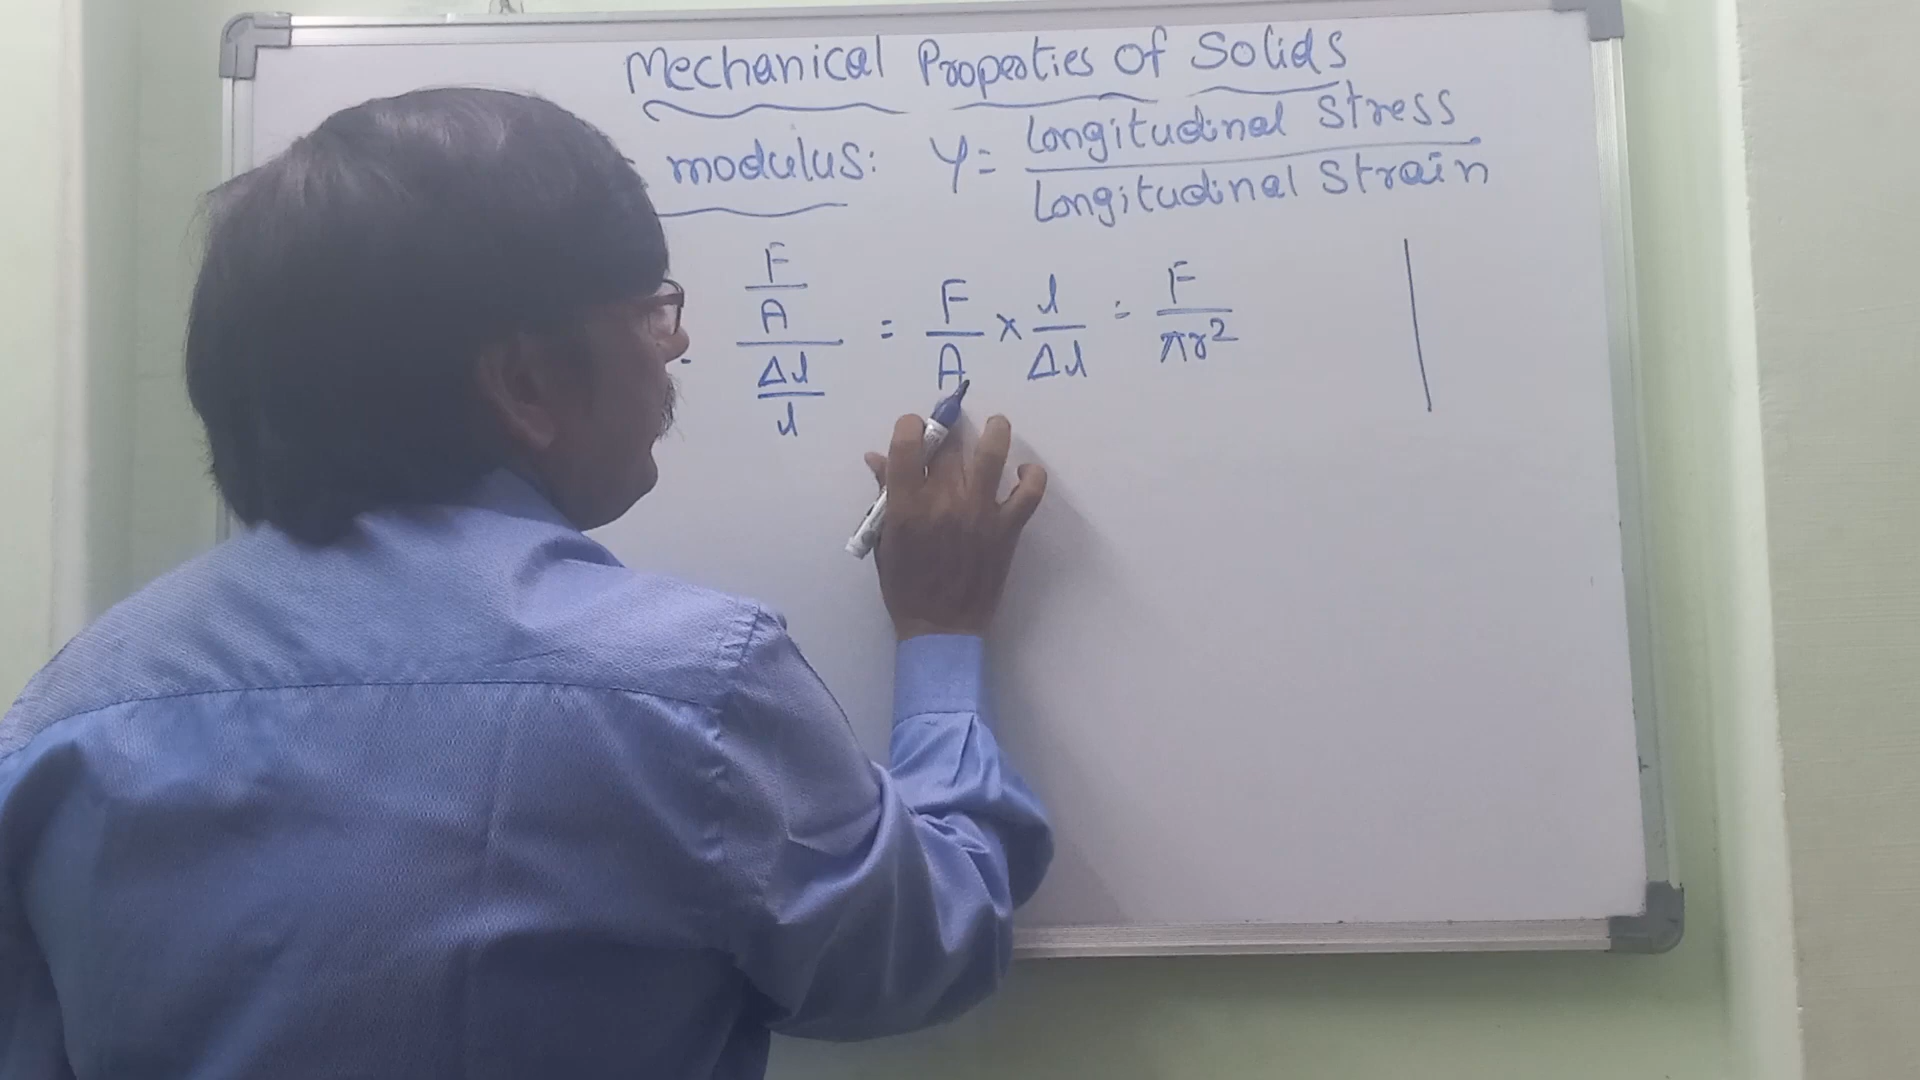 Mechanical Properties Of Solids
modulus: Y = Longitudinal Stress / Longitudinal Strain
= F/A / Δl/l = F/A × l/Δl = F/πr²